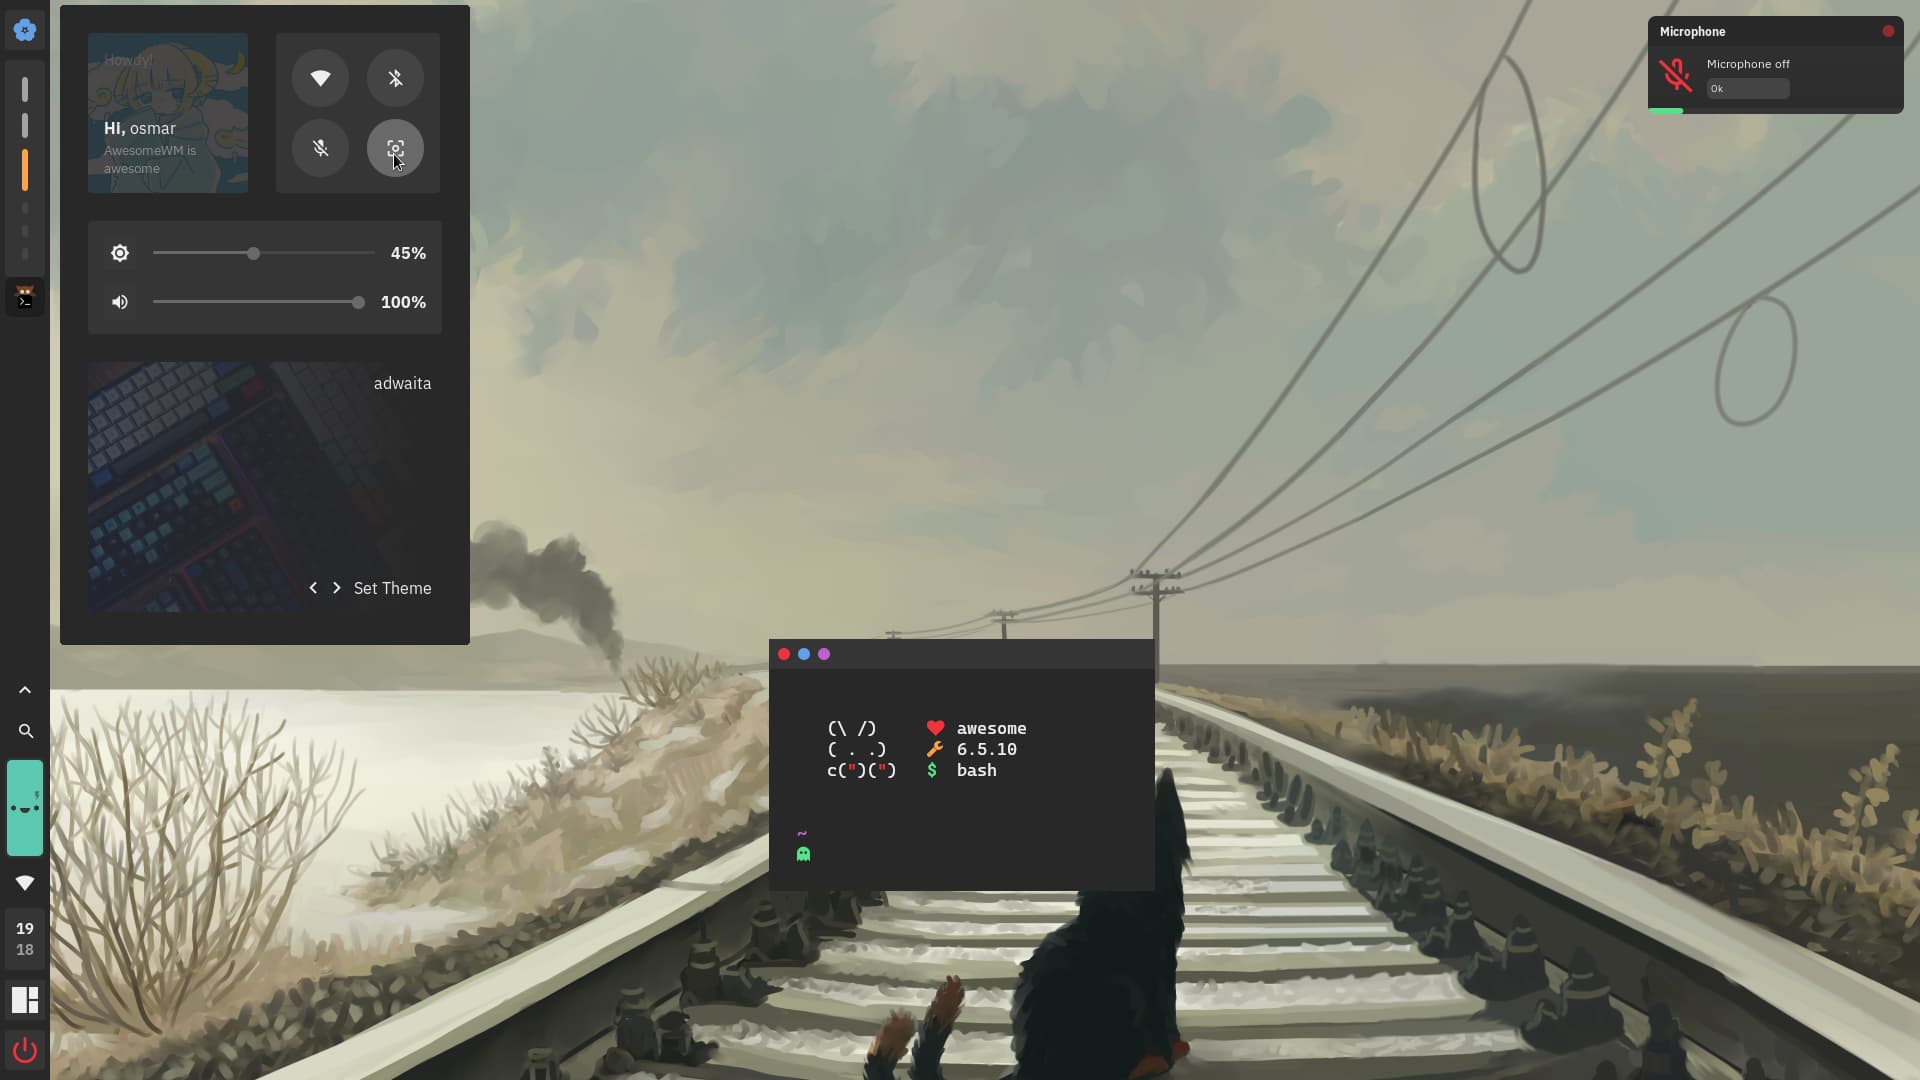 Howdy!
Hi, osmar
AwesomeWM is
awesome
45%
100%
adwaita
Set Theme
19
18
Microphone
Microphone off
Ok
(\ /) awesome
( . .) 6.5.10
c(")(") $ bash
~